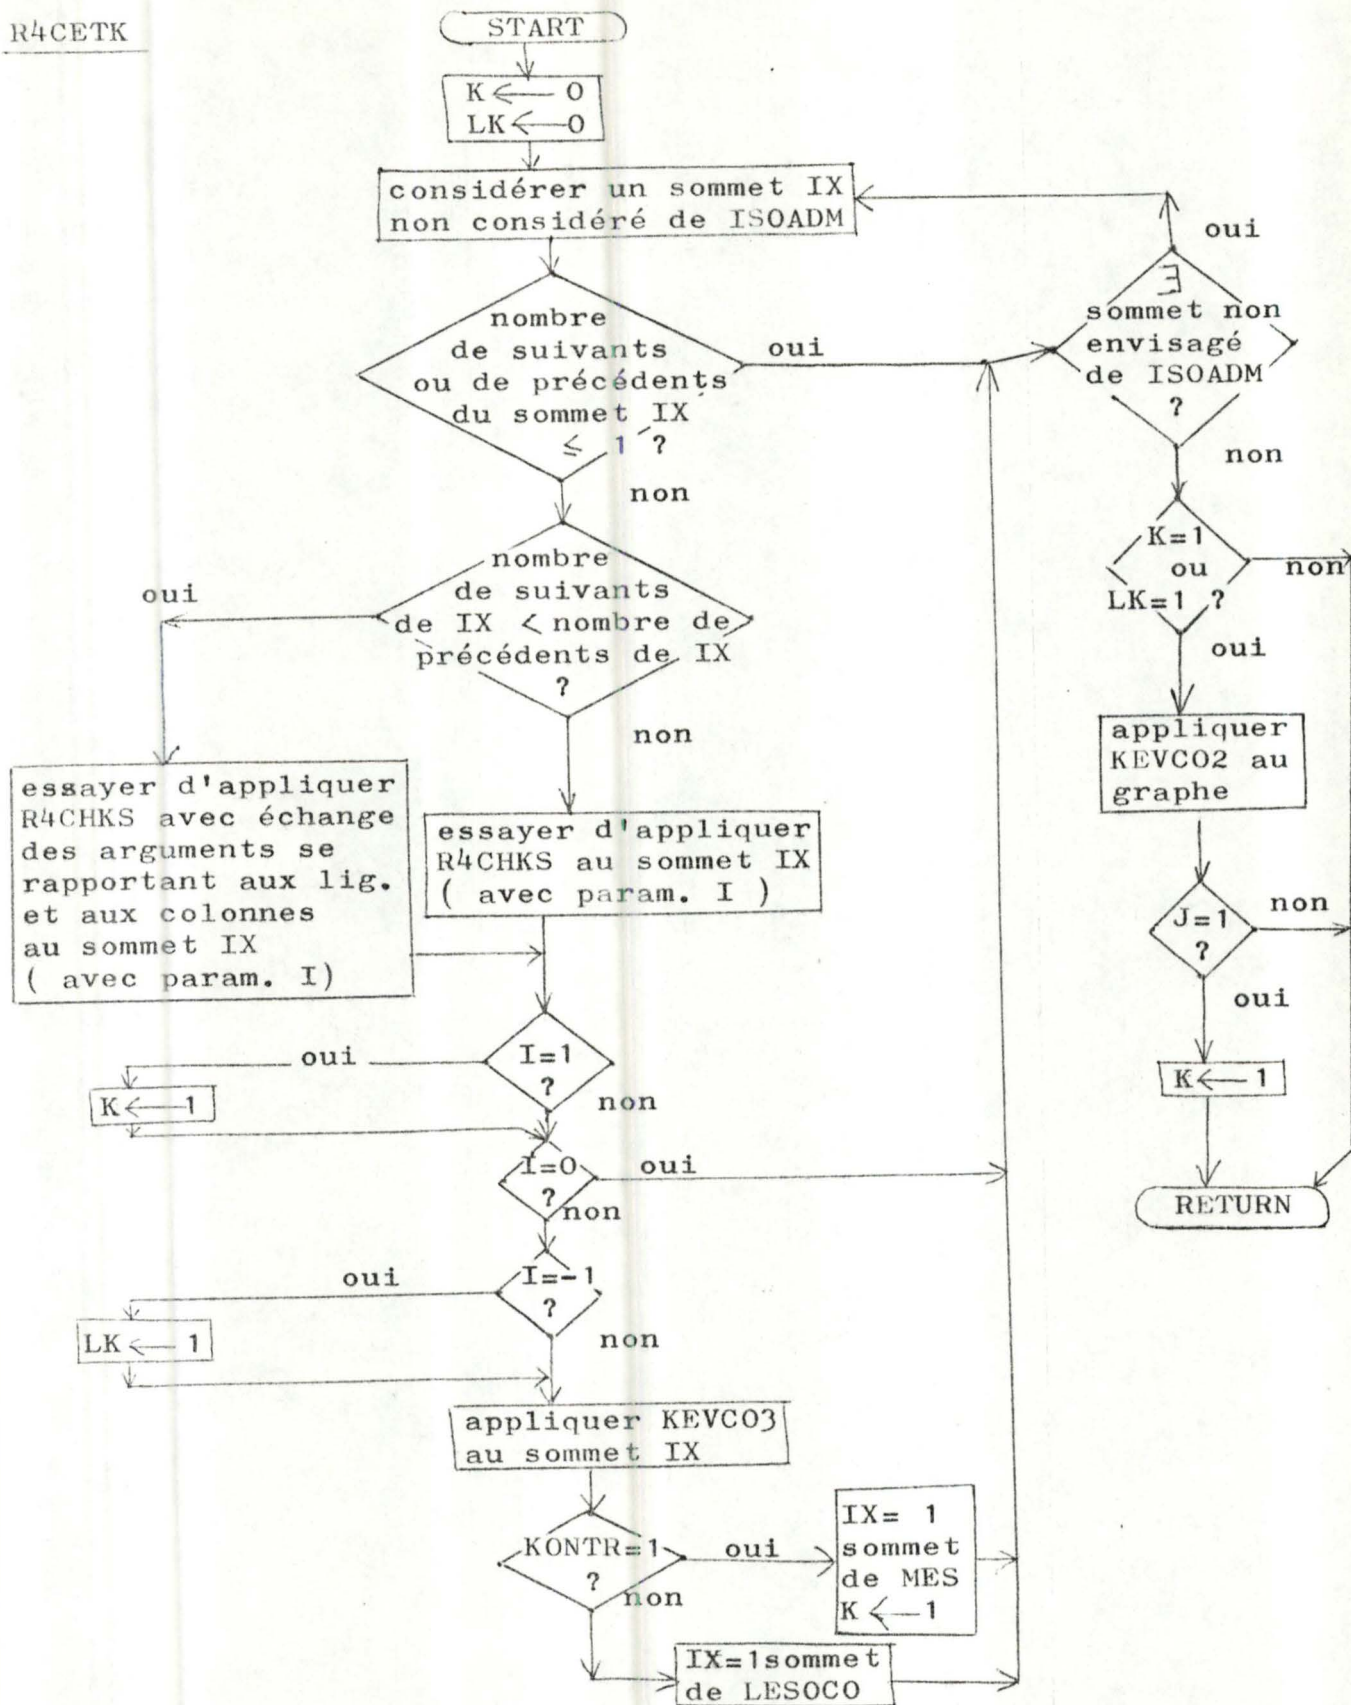 R4CETK
START
K ← 0
LK ← 0
considérer un sommet IX
non considéré de ISOADM
nombre
de suivants
ou de précédents
du sommet IX
≤ 1 ?
oui
non
nombre
de suivants
de IX < nombre de
précédents de IX
?
oui
non
essayer d'appliquer
R4CHKS avec échange
des arguments se
rapportant aux lig.
et aux colonnes
au sommet IX
( avec param. I)
essayer d'appliquer
R4CHKS au sommet IX
( avec param. I )
I=1
?
oui
non
K ← 1
I=0
?
oui
non
I=-1
?
oui
non
LK ← 1
appliquer KEVCO3
au sommet IX
KONTR=1
?
oui
non
IX= 1
sommet
de MES
K ← 1
IX=1sommet
de LESOCO
∃
sommet non
envisagé
de ISOADM
?
oui
non
K=1
ou
LK=1 ?
non
oui
appliquer
KEVCO2 au
graphe
J=1
?
non
oui
K ← 1
RETURN